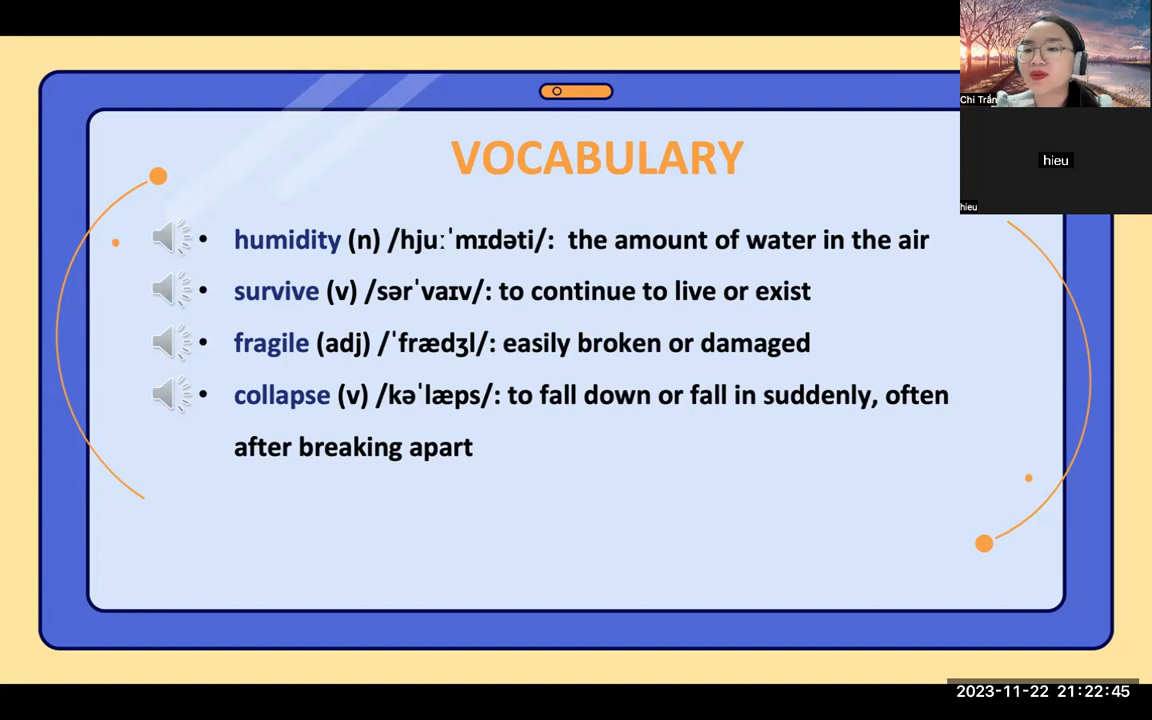 VOCABULARY
• humidity (n) /hjuːˈmɪdəti/: the amount of water in the air
• survive (v) /sərˈvaɪv/: to continue to live or exist
• fragile (adj) /ˈfrædʒl/: easily broken or damaged
• collapse (v) /kəˈlæps/: to fall down or fall in suddenly, often
after breaking apart
Chi Trần
hieu
hieu
2023-11-22 21:22:45